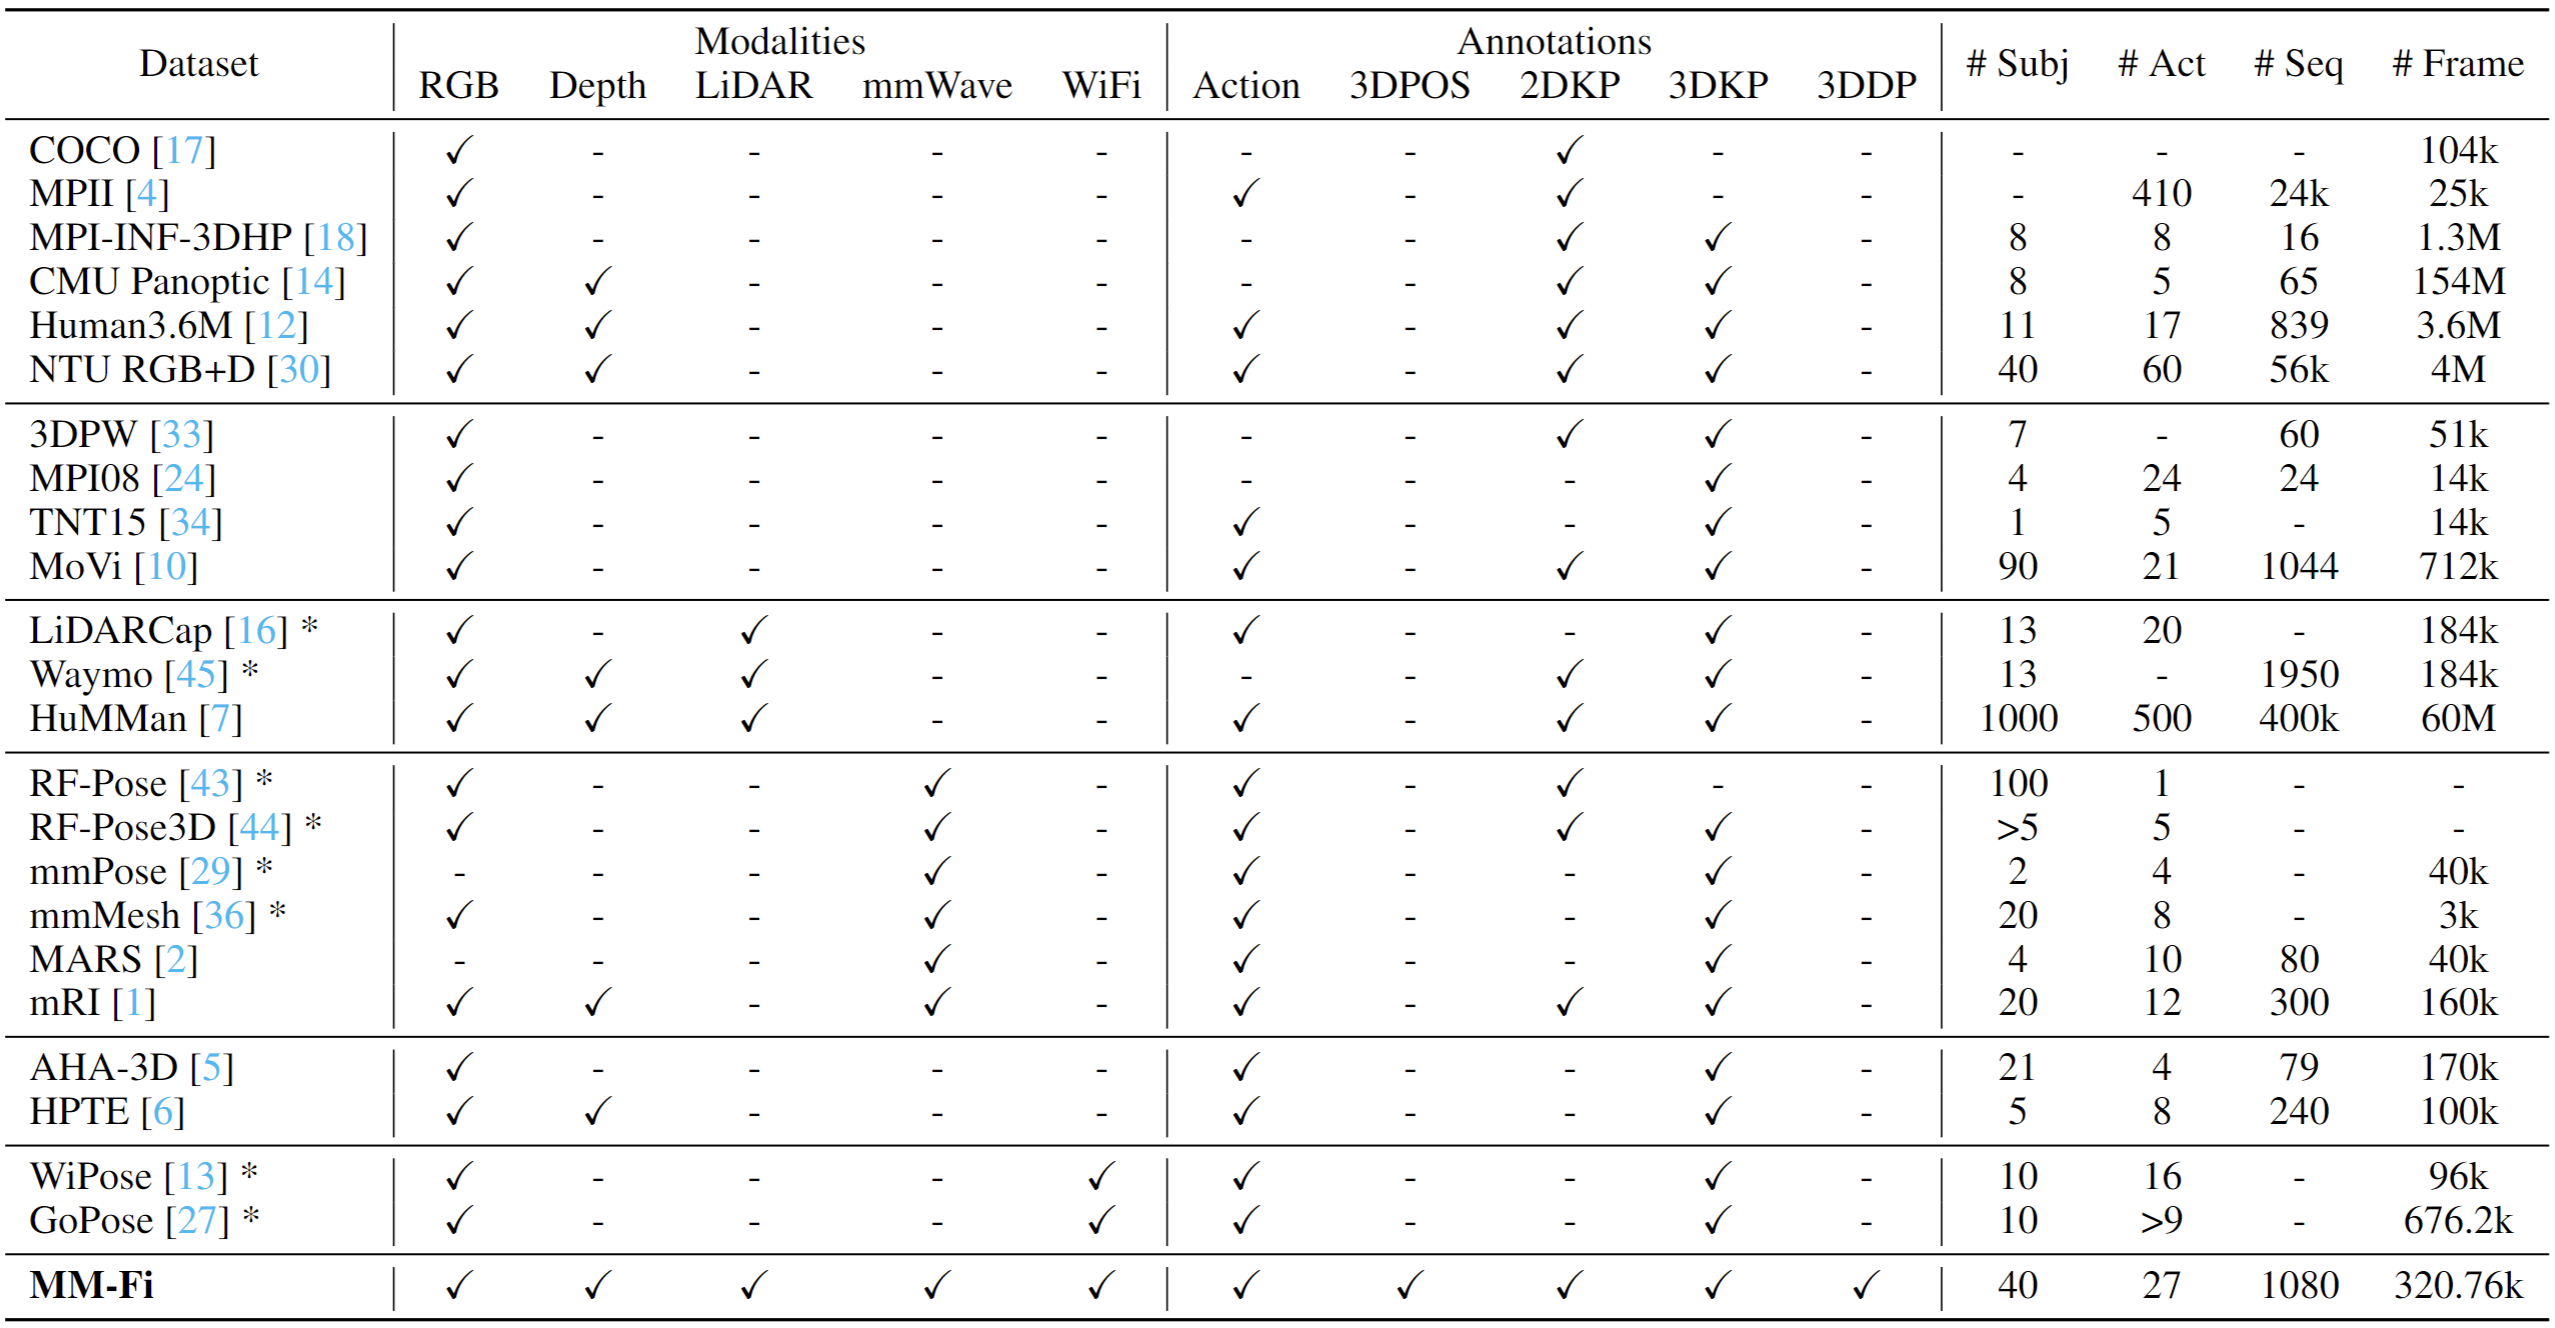 Dataset Modalities Annotations # Subj # Act # Seq # Frame
RGB Depth LiDAR mmWave WiFi Action 3DPOS 2DKP 3DKP 3DDP
COCO [17] ✓ - - - - - - ✓ - - - - - 104k
MPII [4] ✓ - - - - ✓ - ✓ - - - 410 24k 25k
MPI-INF-3DHP [18] ✓ - - - - - - ✓ ✓ - 8 8 16 1.3M
CMU Panoptic [14] ✓ ✓ - - - - - ✓ ✓ - 8 5 65 154M
Human3.6M [12] ✓ ✓ - - - ✓ - ✓ ✓ - 11 17 839 3.6M
NTU RGB+D [30] ✓ ✓ - - - ✓ - ✓ ✓ - 40 60 56k 4M
3DPW [33] ✓ - - - - - - ✓ ✓ - 7 - 60 51k
MPI08 [24] ✓ - - - - - - - ✓ - 4 24 24 14k
TNT15 [34] ✓ - - - - ✓ - - ✓ - 1 5 - 14k
MoVi [10] ✓ - - - - ✓ - ✓ ✓ - 90 21 1044 712k
LiDARCap [16] * ✓ - ✓ - - ✓ - - ✓ - 13 20 - 184k
Waymo [45] * ✓ ✓ ✓ - - - - ✓ ✓ - 13 - 1950 184k
HuMMan [7] ✓ ✓ ✓ - - ✓ - ✓ ✓ - 1000 500 400k 60M
RF-Pose [43] * ✓ - - ✓ - ✓ - ✓ - - 100 1 - -
RF-Pose3D [44] * ✓ - - ✓ - ✓ - ✓ ✓ - >5 5 - -
mmPose [29] * - - - ✓ - ✓ - - ✓ - 2 4 - 40k
mmMesh [36] * ✓ - - ✓ - ✓ - - ✓ - 20 8 - 3k
MARS [2] - - - ✓ - ✓ - - ✓ - 4 10 80 40k
mRI [1] ✓ ✓ - ✓ - ✓ - ✓ ✓ - 20 12 300 160k
AHA-3D [5] ✓ - - - - ✓ - - ✓ - 21 4 79 170k
HPTE [6] ✓ ✓ - - - ✓ - - ✓ - 5 8 240 100k
WiPose [13] * ✓ - - - ✓ ✓ - - ✓ - 10 16 - 96k
GoPose [27] * ✓ - - - ✓ ✓ - - ✓ - 10 >9 - 676.2k
MM-Fi ✓ ✓ ✓ ✓ ✓ ✓ ✓ ✓ ✓ ✓ 40 27 1080 320.76k